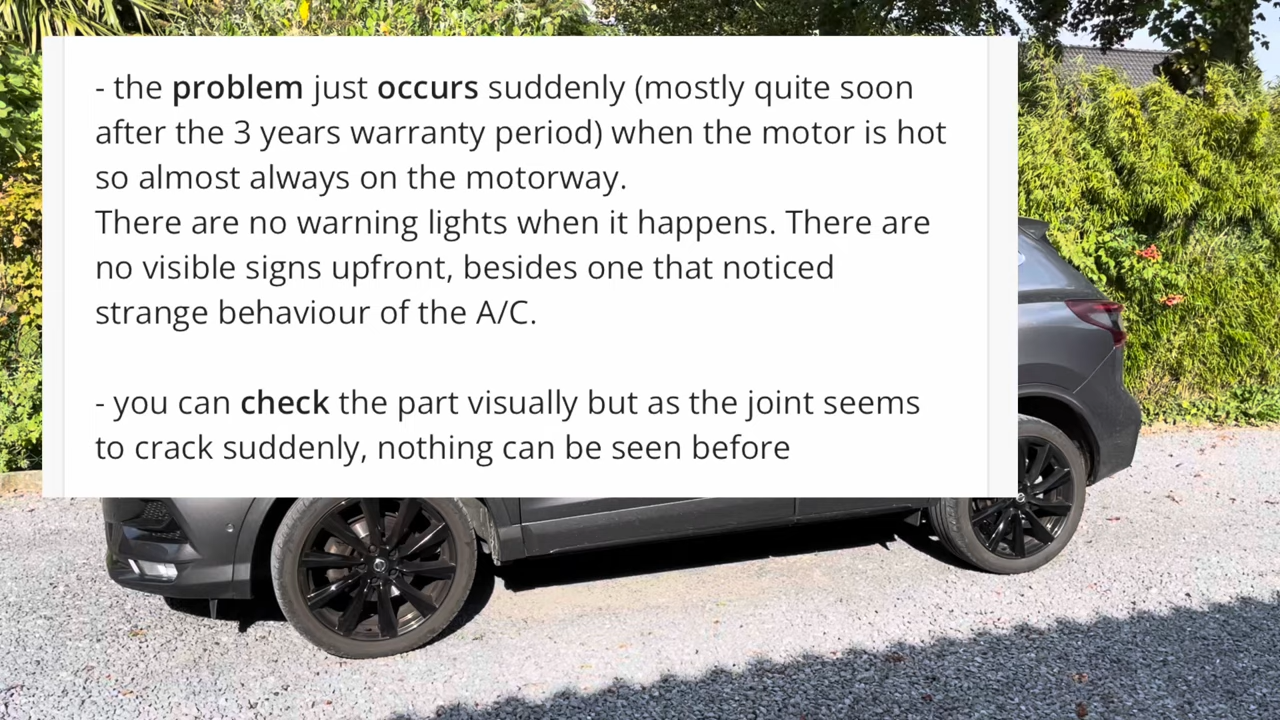 - the problem just occurs suddenly (mostly quite soon
after the 3 years warranty period) when the motor is hot
so almost always on the motorway.
There are no warning lights when it happens. There are
no visible signs upfront, besides one that noticed
strange behaviour of the A/C.
- you can check the part visually but as the joint seems
to crack suddenly, nothing can be seen before